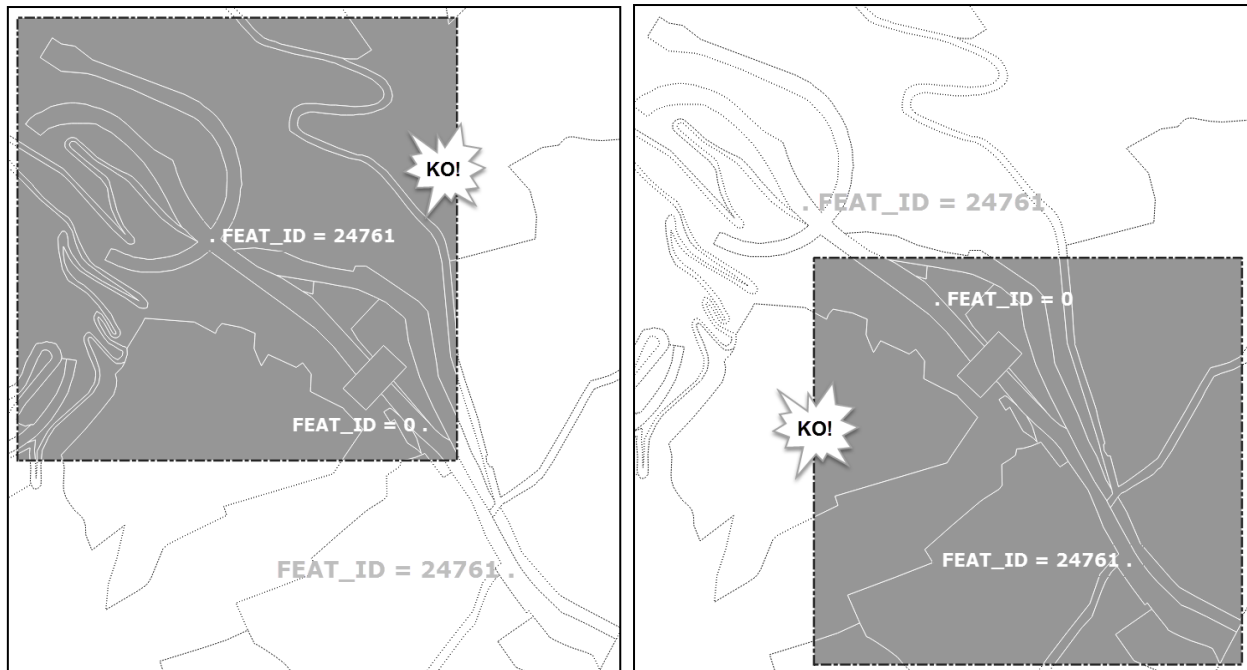 KO!
. FEAT_ID = 24761
FEAT_ID = 0 .
FEAT_ID = 24761 .
. FEAT_ID = 24761
. FEAT_ID = 0
KO!
FEAT_ID = 24761 .